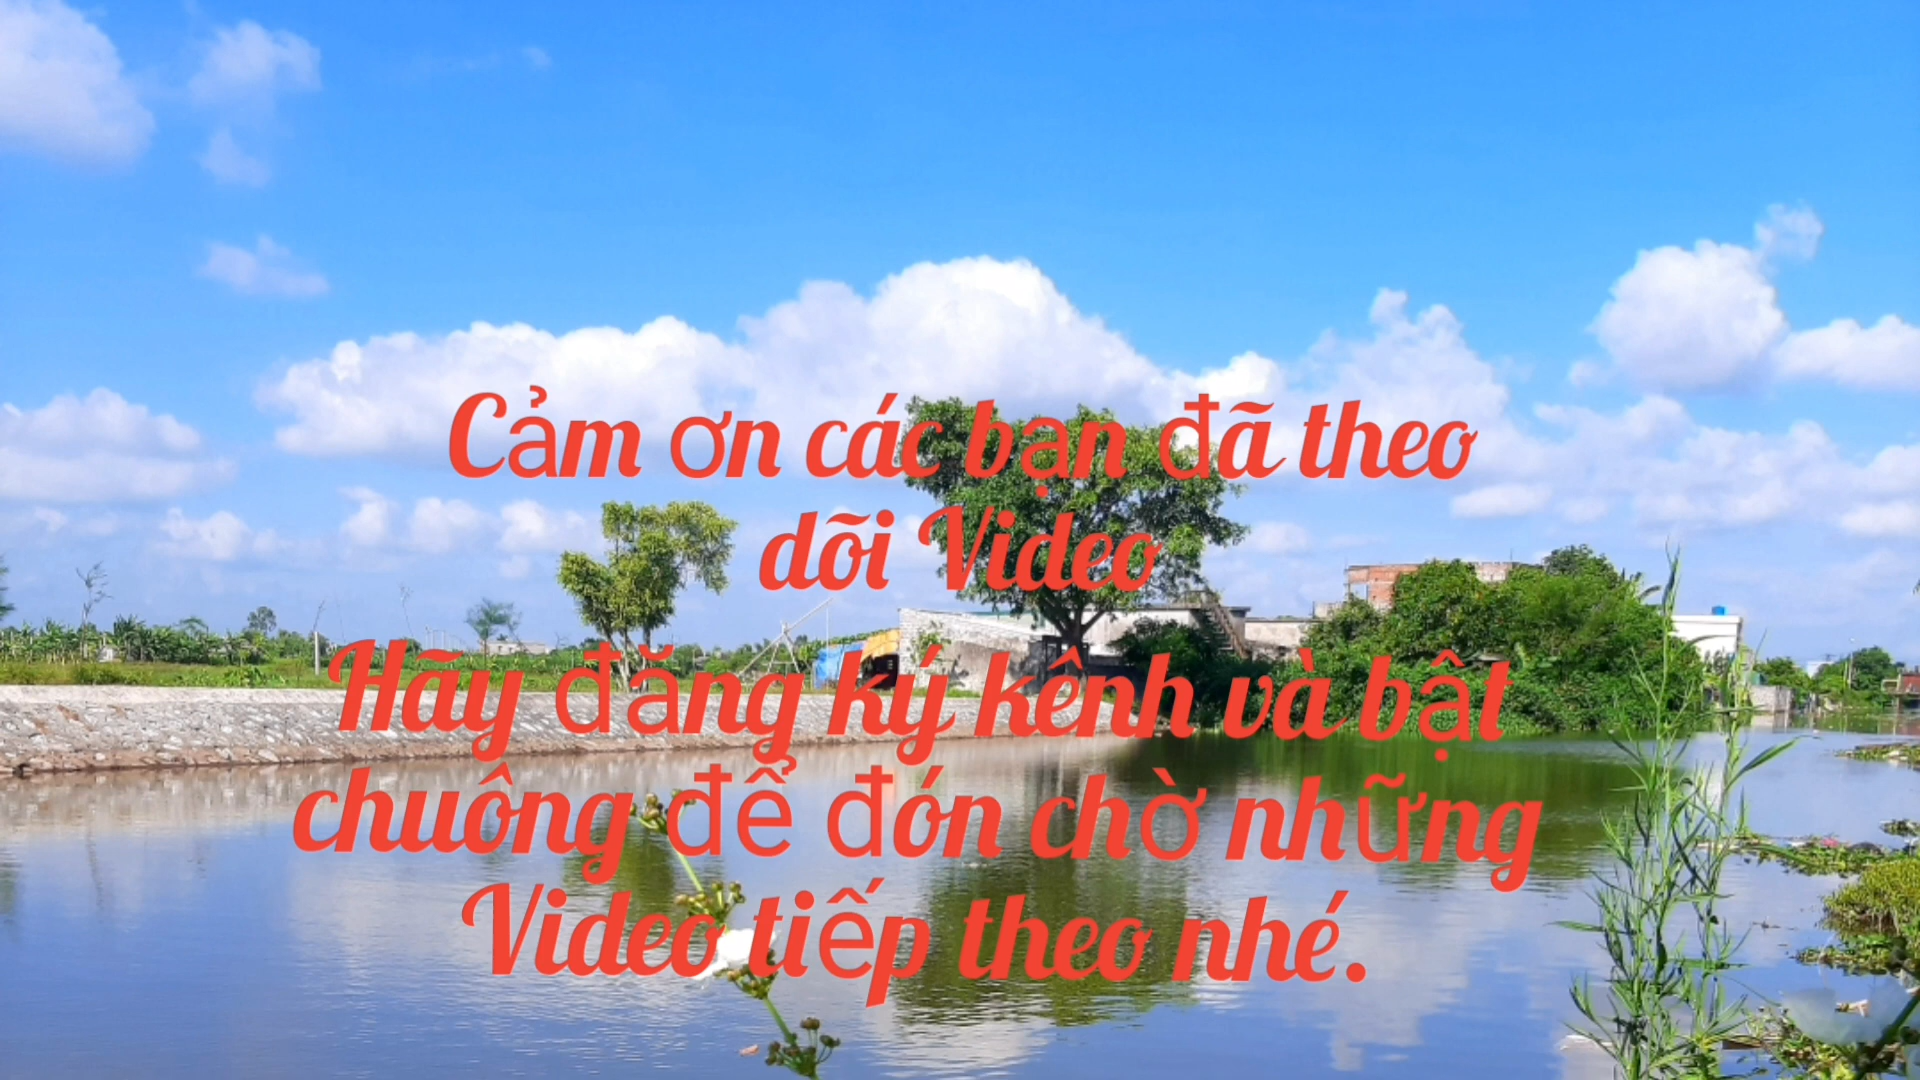 Cảm ơn các bạn đã theo
dõi Video
Hãy đăng ký kênh và bật
chuông để đón chờ những
Video tiếp theo nhé.